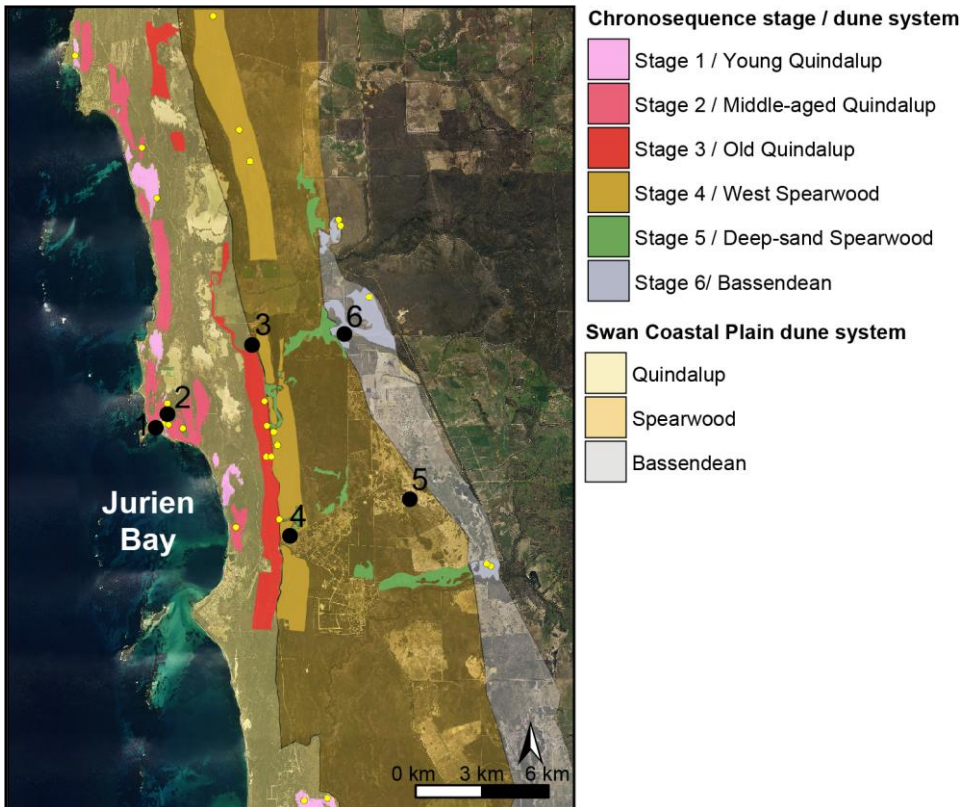 3
6
2
1
5
4
Jurien
Bay
0 km 3 km 6 km
Chronosequence stage / dune system
Stage 1 / Young Quindalup
Stage 2 / Middle-aged Quindalup
Stage 3 / Old Quindalup
Stage 4 / West Spearwood
Stage 5 / Deep-sand Spearwood
Stage 6/ Bassendean
Swan Coastal Plain dune system
Quindalup
Spearwood
Bassendean